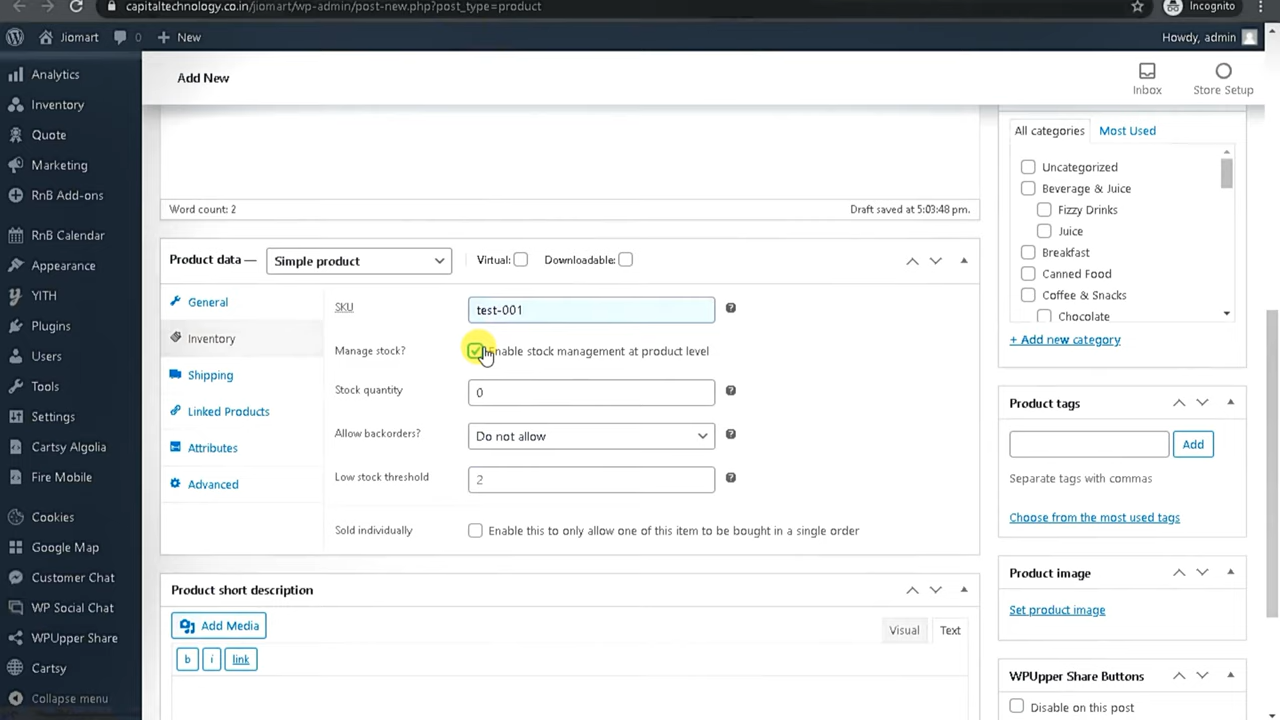 capitaltechnology.co.in/jiomart/wp-admin/post-new.php?post_type=product
Incognito
Jiomart
0
New
Howdy, admin
Analytics
Inventory
Quote
Marketing
RnB Add-ons
RnB Calendar
Appearance
YITH
Plugins
Users
Tools
Settings
Cartsy Algolia
Fire Mobile
Cookies
Google Map
Customer Chat
WP Social Chat
WPUpper Share
Cartsy
Collapse menu
Add New
Inbox
Store Setup
Word count: 2
Draft saved at 5:03:48 pm.
Product data —
Simple product
Virtual:
Downloadable:
General
Inventory
Shipping
Linked Products
Attributes
Advanced
SKU
test-001
Manage stock?
Enable stock management at product level
Stock quantity
0
Allow backorders?
Do not allow
Low stock threshold
2
Sold individually
Enable this to only allow one of this item to be bought in a single order
Product short description
Add Media
Visual
Text
b
i
link
All categories
Most Used
Uncategorized
Beverage & Juice
Fizzy Drinks
Juice
Breakfast
Canned Food
Coffee & Snacks
Chocolate
+ Add new category
Product tags
Add
Separate tags with commas
Choose from the most used tags
Product image
Set product image
WPUpper Share Buttons
Disable on this post